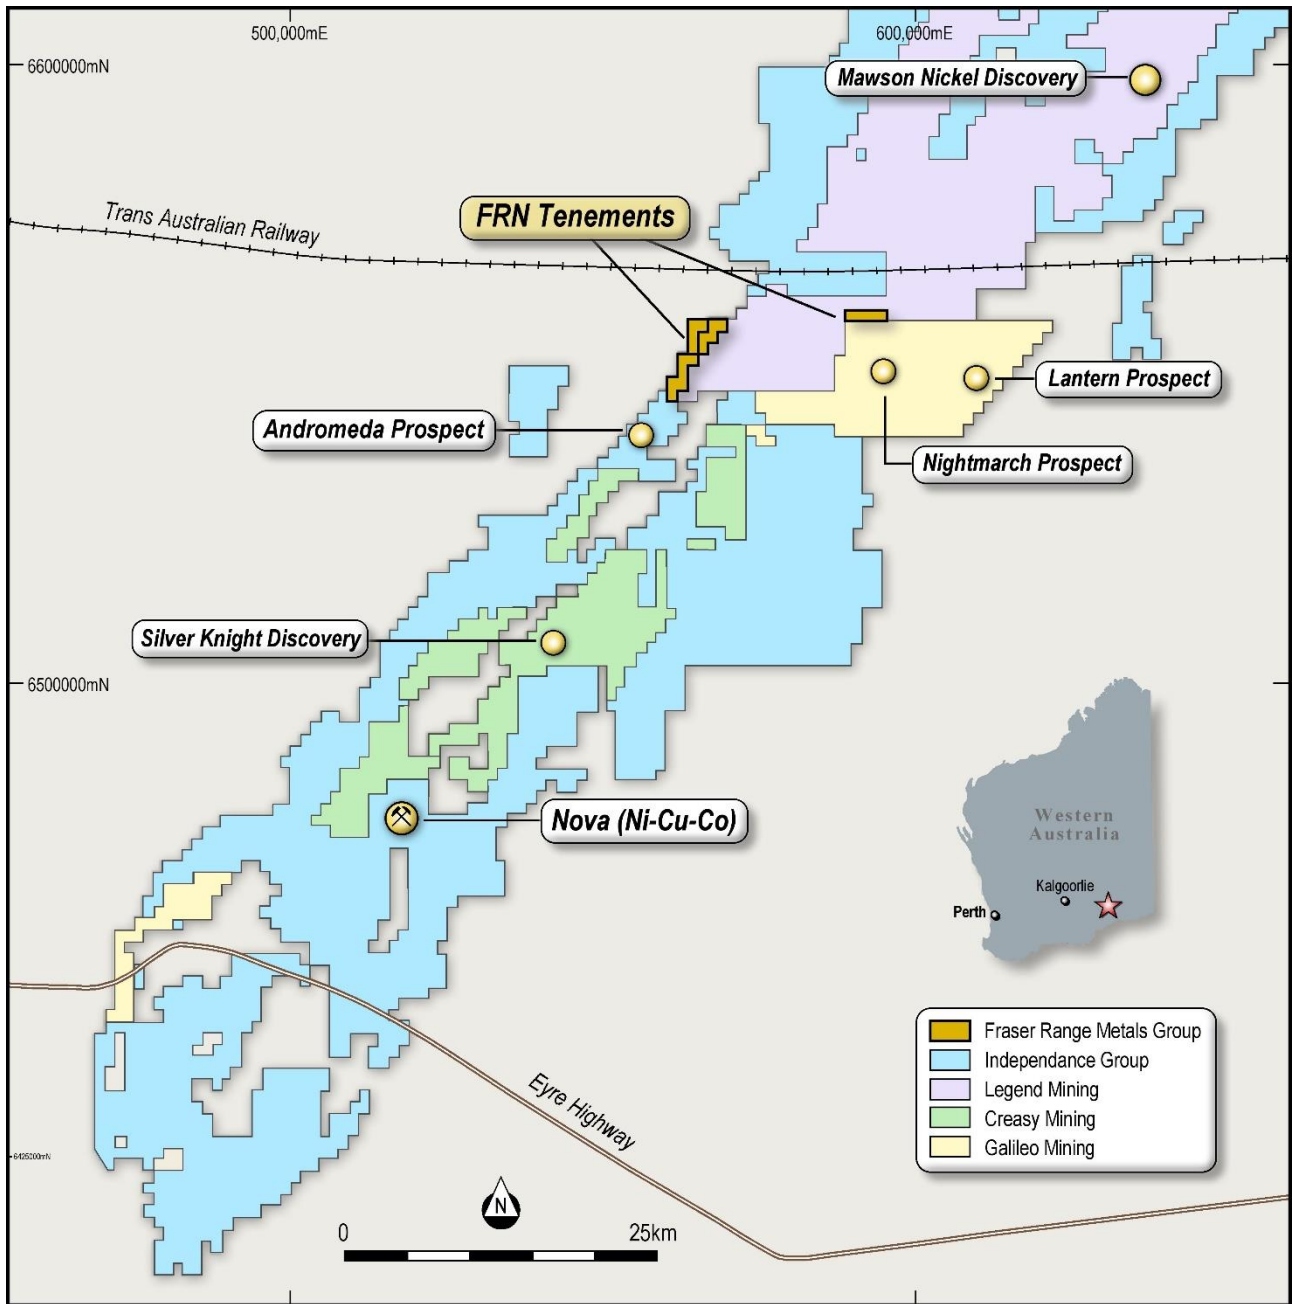 500,000mE
600,000mE
6600000mN
Mawson Nickel Discovery
FRN Tenements
Trans Australian Railway
Lantern Prospect
Andromeda Prospect
Nightmarch Prospect
Silver Knight Discovery
6500000mN
Nova (Ni-Cu-Co)
Western
Australia
Kalgoorlie
Perth
Fraser Range Metals Group
Independance Group
Legend Mining
Creasy Mining
Galileo Mining
Eyre Highway
6425000mN
N
0
25km